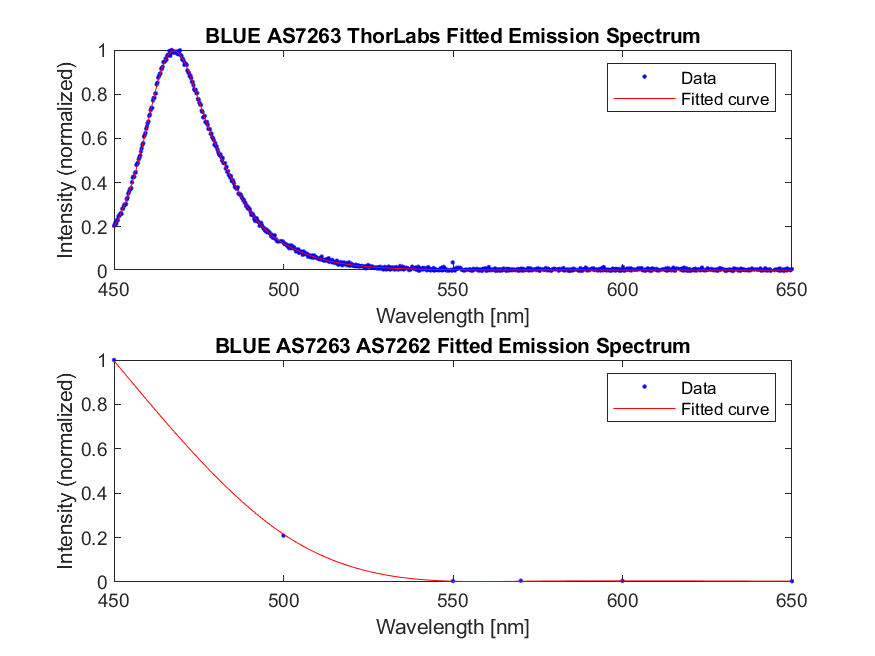 BLUE AS7263 ThorLabs Fitted Emission Spectrum
1
0.8
0.6
0.4
0.2
0
Intensity (normalized)
Data
Fitted curve
450 500 550 600 650
Wavelength [nm]
BLUE AS7263 AS7262 Fitted Emission Spectrum
1
0.8
0.6
0.4
0.2
0
Intensity (normalized)
Data
Fitted curve
450 500 550 600 650
Wavelength [nm]